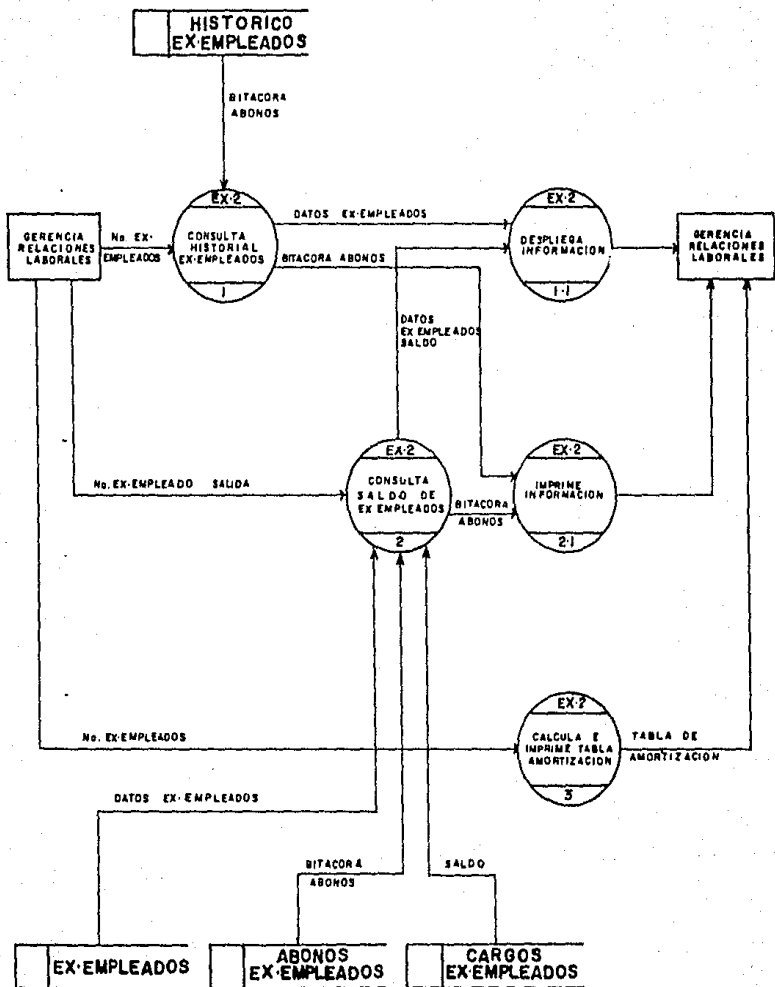 HISTORICO
EX·EMPLEADOS
BITACORA
ABONOS
EX·2
CONSULTA
HISTORIAL
EX·EMPLEADOS
1
GERENCIA
RELACIONES
LABORALES
No. EX·
EMPLEADOS
DATOS EX·EMPLEADOS
BITACORA ABONOS
EX·2
DESPLIEGA
INFORMACION
1·1
GERENCIA
RELACIONES
LABORALES
DATOS
EX EMPLEADOS
SALDO
No. EX·EMPLEADO SALIDA
EX·2
CONSULTA
SALDO DE
EX EMPLEADOS
2
BITACORA
ABONOS
EX·2
IMPRIME
INFORMACION
2·1
No. EX·EMPLEADOS
EX·2
CALCULA E
IMPRIME TABLA
AMORTIZACION
3
TABLA DE
AMORTIZACION
DATOS EX·EMPLEADOS
BITACORA
ABONOS
SALDO
EX·EMPLEADOS
ABONOS
EX·EMPLEADOS
CARGOS
EX·EMPLEADOS